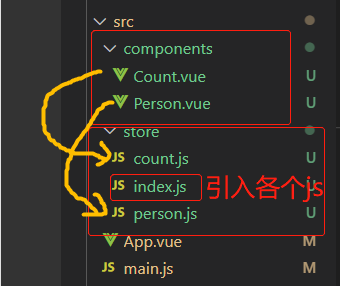 src
components
Count.vue
U
Person.vue
U
store
JS count.js
U
JS index.js
U
引入各个js
JS person.js
U
App.vue
M
JS main.js
M